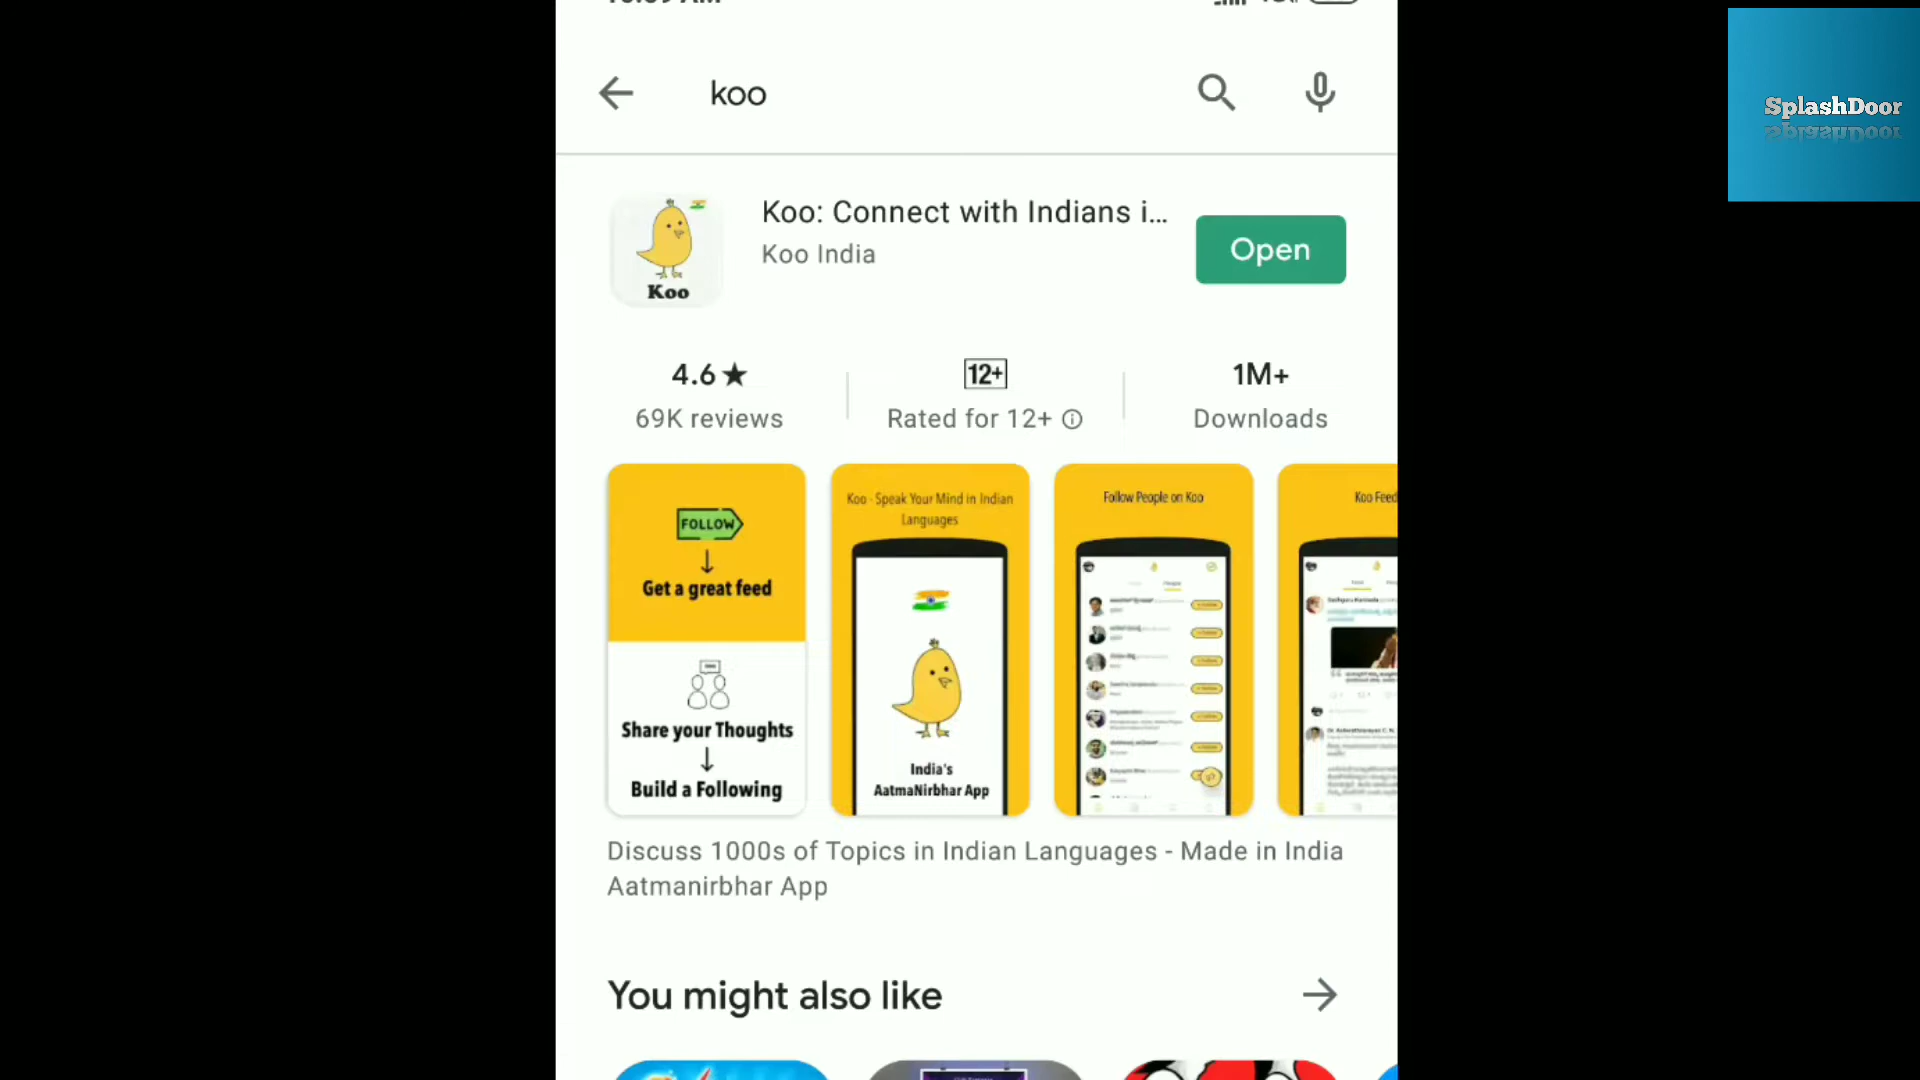 koo
SplashDoor
Koo: Connect with Indians i...
Koo India
Open
Koo
4.6★
69K reviews
12+
Rated for 12+
1M+
Downloads
FOLLOW
Get a great feed
Share your Thoughts
Build a Following
Koo - Speak Your Mind in Indian
Languages
India's
AatmaNirbhar App
Follow People on Koo
Koo Feed
Discuss 1000s of Topics in Indian Languages - Made in India
Aatmanirbhar App
You might also like